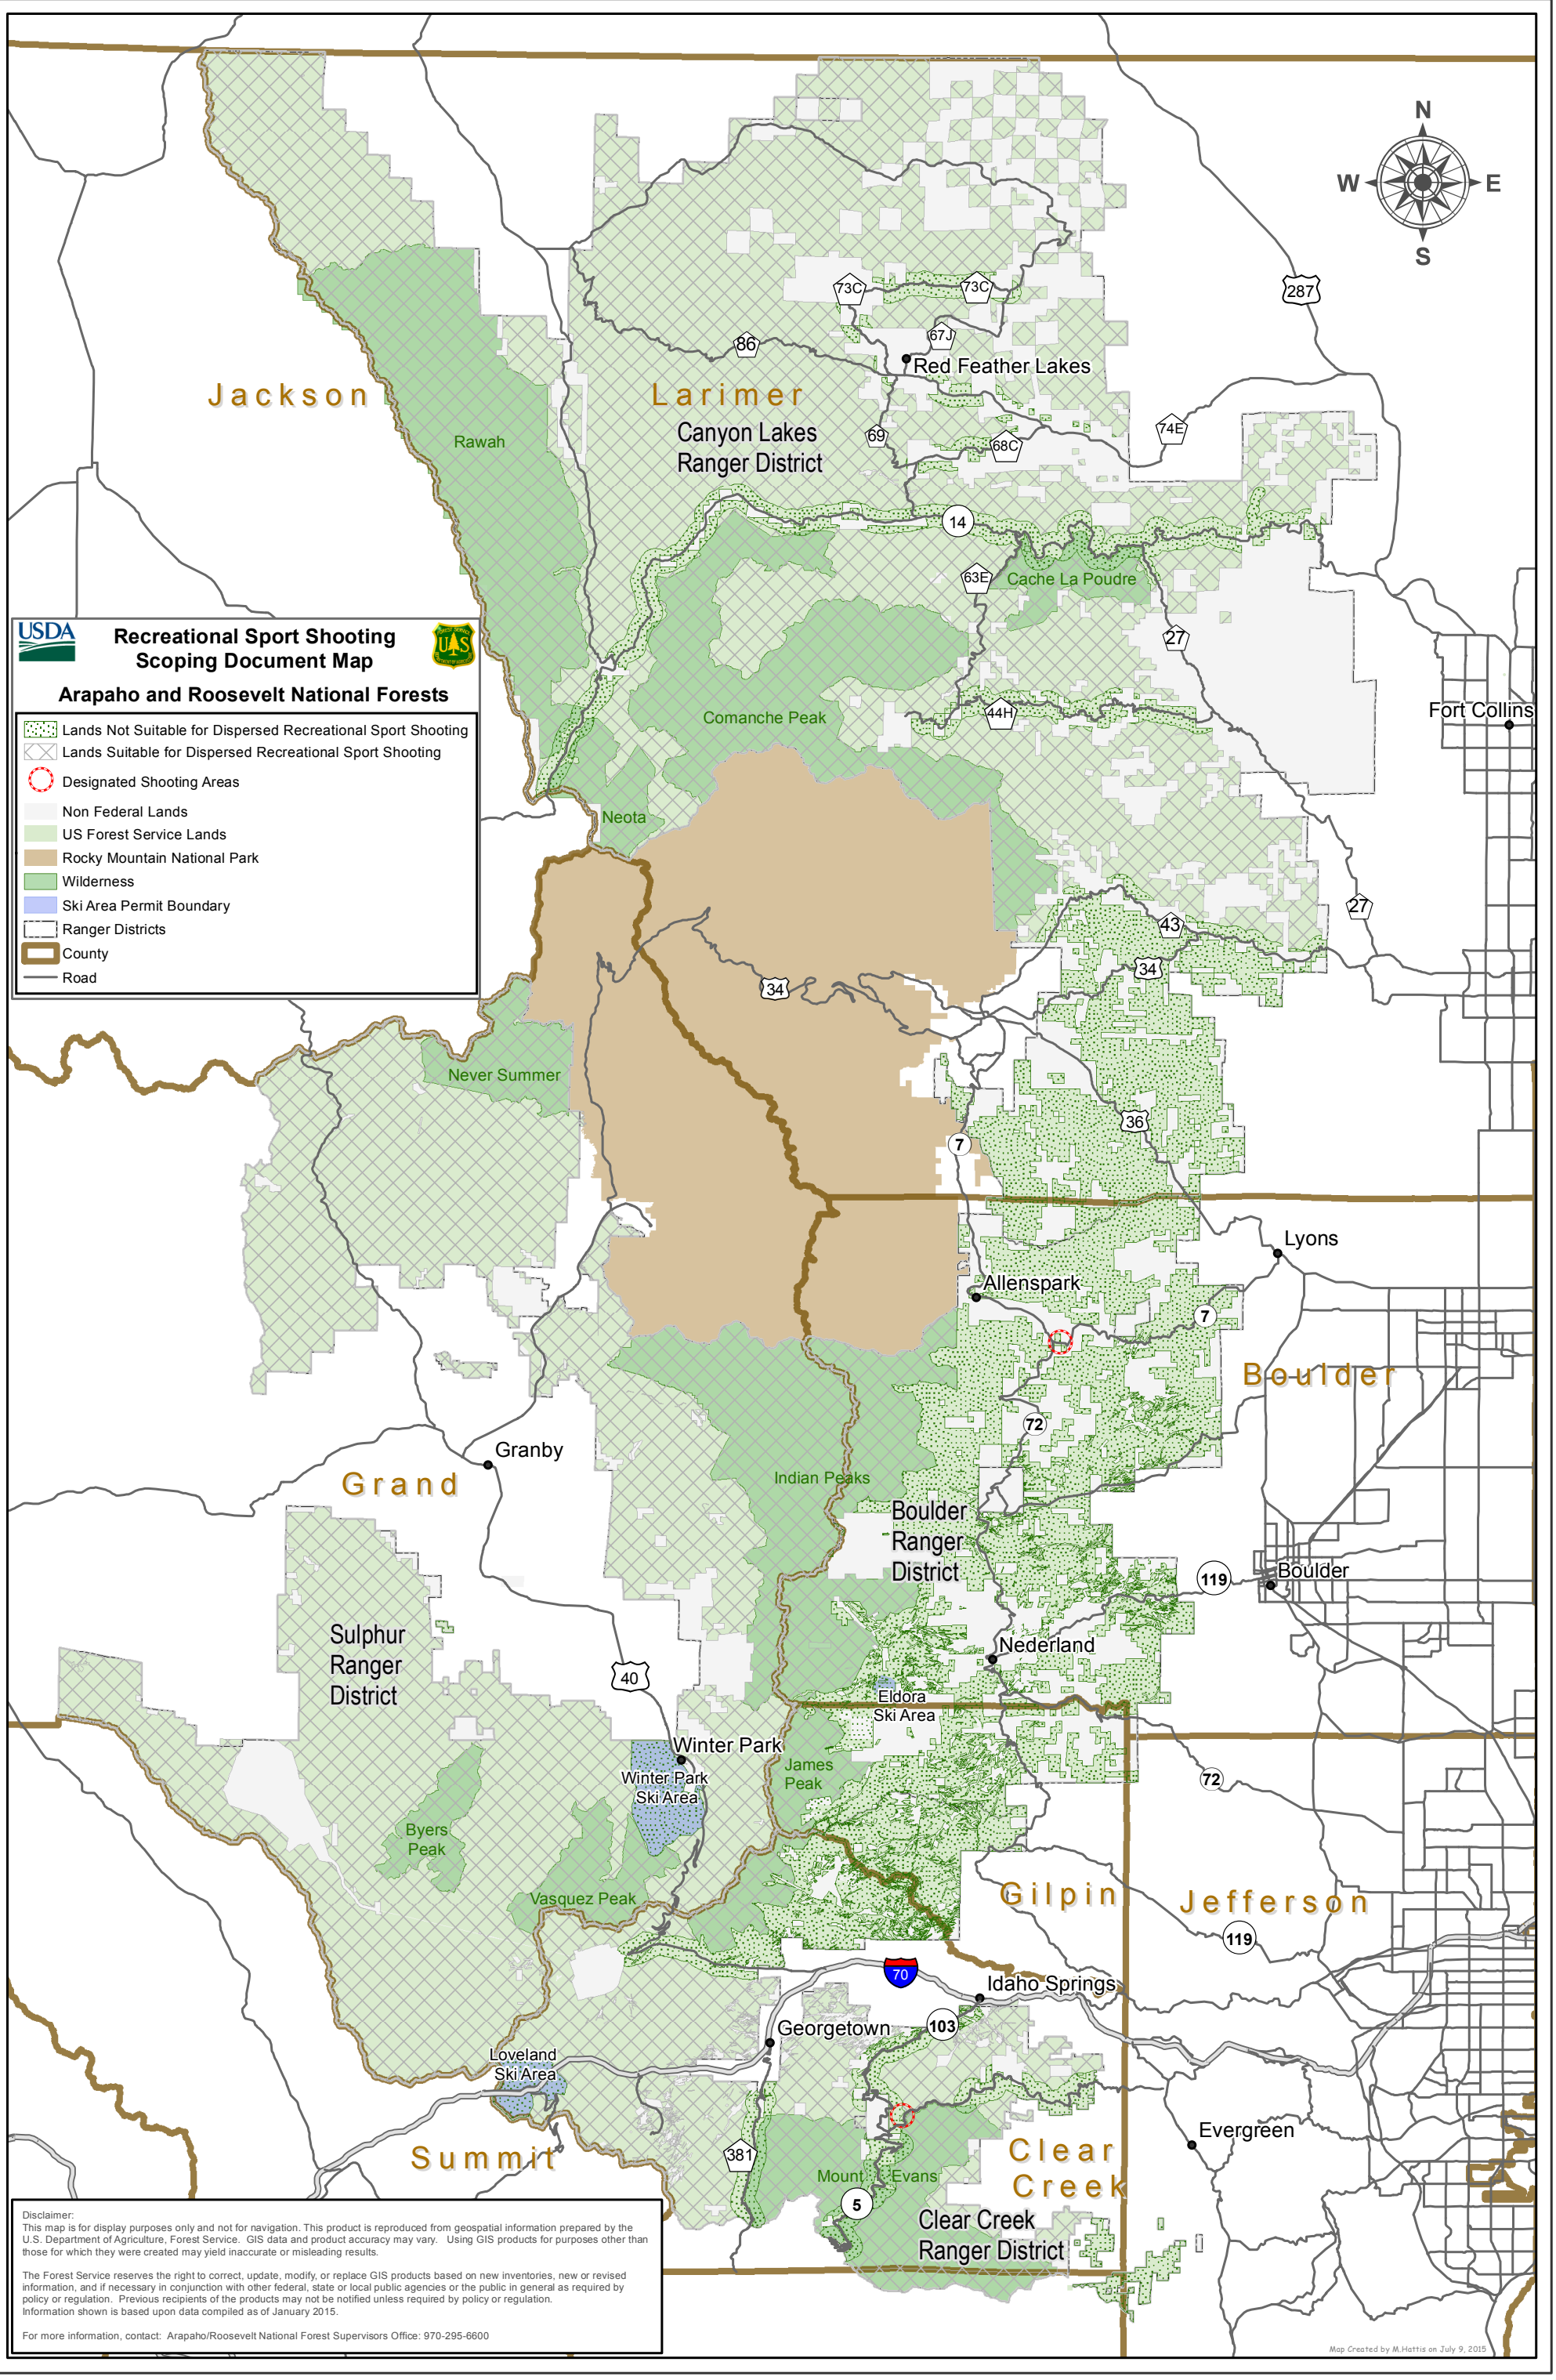 N
W
E
S
287
73C
73C
67J
86
Red Feather Lakes
Jackson
Larimer
Canyon Lakes
Ranger District
74E
69
68C
Rawah
14
63E
Cache La Poudre
27
USDA
Recreational Sport Shooting
Scoping Document Map
U S
Arapaho and Roosevelt National Forests
Lands Not Suitable for Dispersed Recreational Sport Shooting
Lands Suitable for Dispersed Recreational Sport Shooting
Designated Shooting Areas
Non Federal Lands
US Forest Service Lands
Rocky Mountain National Park
Wilderness
Ski Area Permit Boundary
Ranger Districts
County
Road
Comanche Peak
44H
Fort Collins
Neota
27
43
34
34
Never Summer
36
7
Lyons
Allenspark
7
Boulder
72
Granby
Grand
Indian Peaks
Boulder
Ranger
District
119
Boulder
Sulphur
Ranger
District
Nederland
40
Eldora
Ski Area
Winter Park
Winter Park
Ski Area
James
Peak
72
Byers
Peak
Vasquez Peak
Gilpin
Jefferson
119
70
Idaho Springs
103
Georgetown
Loveland
Ski Area
Evergreen
Summit
381
Clear
Creek
Mount Evans
5
Clear Creek
Ranger District
Disclaimer:
This map is for display purposes only and not for navigation. This product is reproduced from geospatial information prepared by the
U.S. Department of Agriculture, Forest Service. GIS data and product accuracy may vary. Using GIS products for purposes other than
those for which they were created may yield inaccurate or misleading results.
The Forest Service reserves the right to correct, update, modify, or replace GIS products based on new inventories, new or revised
information, and if necessary in conjunction with other federal, state or local public agencies or the public in general as required by
policy or regulation. Previous recipients of the products may not be notified unless required by policy or regulation.
Information shown is based upon data compiled as of January 2015.
For more information, contact: Arapaho/Roosevelt National Forest Supervisors Office: 970-295-6600
Map Created by M.Hattis on July 9, 2015